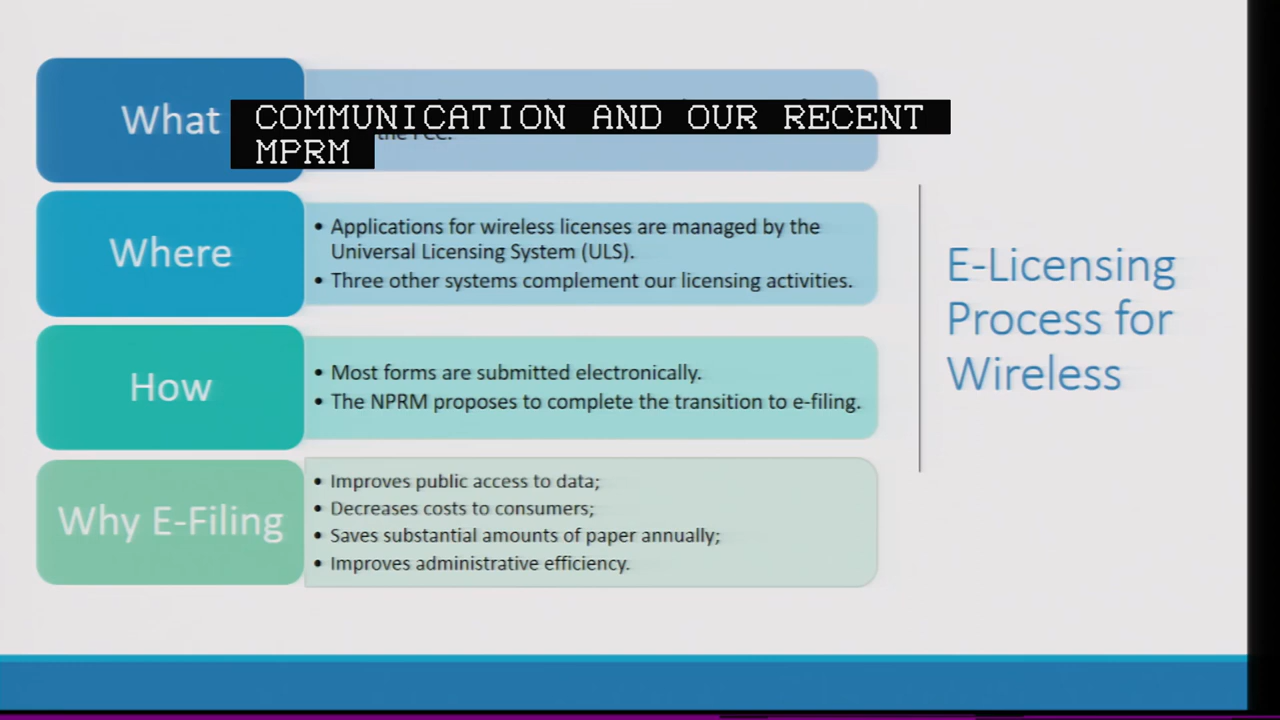 What
COMMUNICATION AND OUR RECENT
MPRM
the FCC.
Where
• Applications for wireless licenses are managed by the
Universal Licensing System (ULS).
• Three other systems complement our licensing activities.
How
• Most forms are submitted electronically.
• The NPRM proposes to complete the transition to e-filing.
Why E-Filing
• Improves public access to data;
• Decreases costs to consumers;
• Saves substantial amounts of paper annually;
• Improves administrative efficiency.
E-Licensing
Process for
Wireless